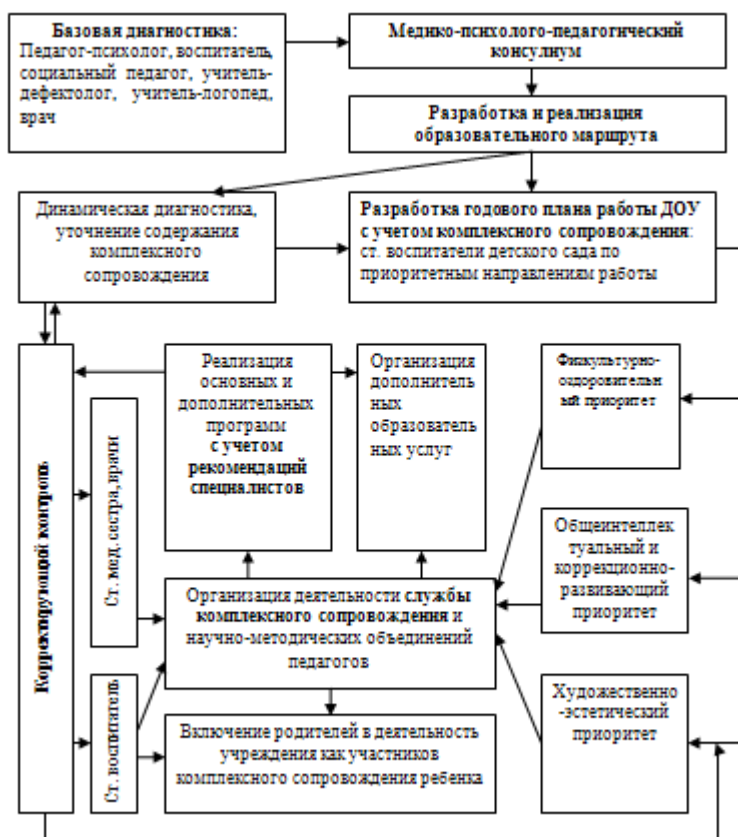 Базовая диагностика:
Педагог-психолог, воспитатель,
социальный педагог, учитель-
дефектолог, учитель-логопед,
врач
Медико-психолого-педагогический
консулиум
Разработка и реализация
образовательного маршрута
Динамическая диагностика,
уточнение содержания
комплексного
сопровождения
Разработка годового плана работы ДОУ
с учетом комплексного сопровождения:
ст. воспитатели детского сада по
приоритетным направлениям работы
Корректирующий контроль
Ст. мед. сестра, врачи
Ст. воспитатель
Реализация
основных и
дополнительных
программ
с учетом
рекомендаций
специалистов
Организация
дополнитель
ных
образователь
ных услуг
Физкультурно-
оздоровительн
ый приоритет
Общеинтеллек
туальный и
коррекционно-
развивающий
приоритет
Организация деятельности службы
комплексного сопровождения и
научно-методических объединений
педагогов
Художественно
-эстетический
приоритет
Включение родителей в деятельность
учреждения как участников
комплексного сопровождения ребенка